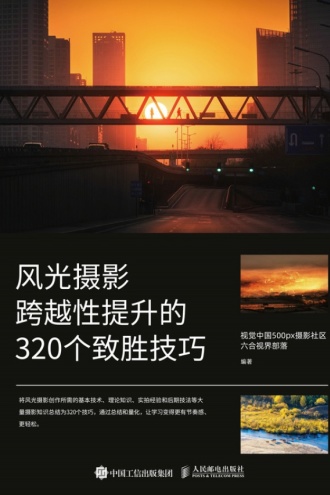 风光摄影
跨越性提升的
320个致胜技巧
视觉中国500px摄影社区
六合视界部落
编著
将风光摄影创作所需的基本技术、理论知识、实拍经验和后期技法等大
量摄影知识总结为320个技巧。通过总结和量化，让学习变得更有节奏感、
更轻松。
中国工信出版集团
人民邮电出版社
POSTS & TELECOM PRESS